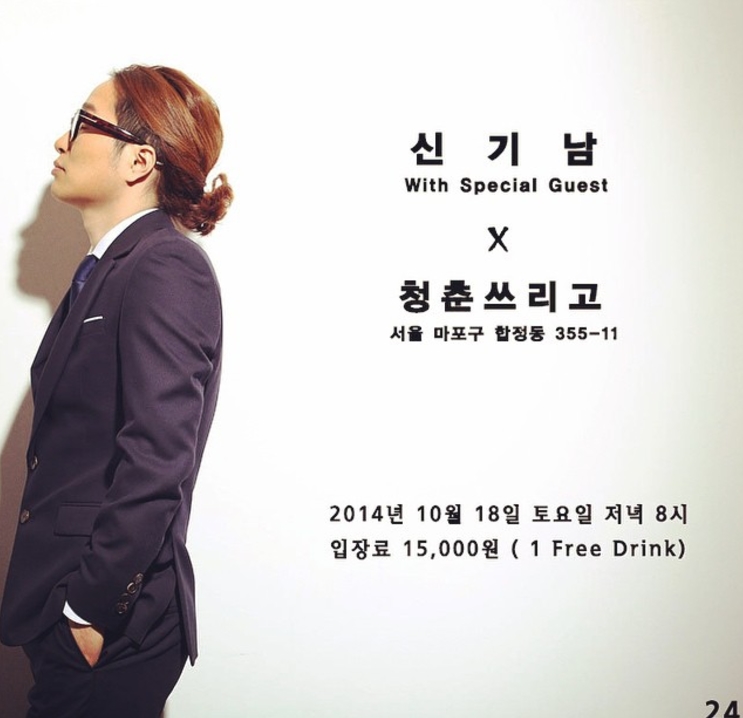 신 기 남
With Special Guest
X
청춘쓰리고
서울 마포구 합정동 355-11
2014년 10월 18일 토요일 저녁 8시
입장료 15,000원 ( 1 Free Drink)
24